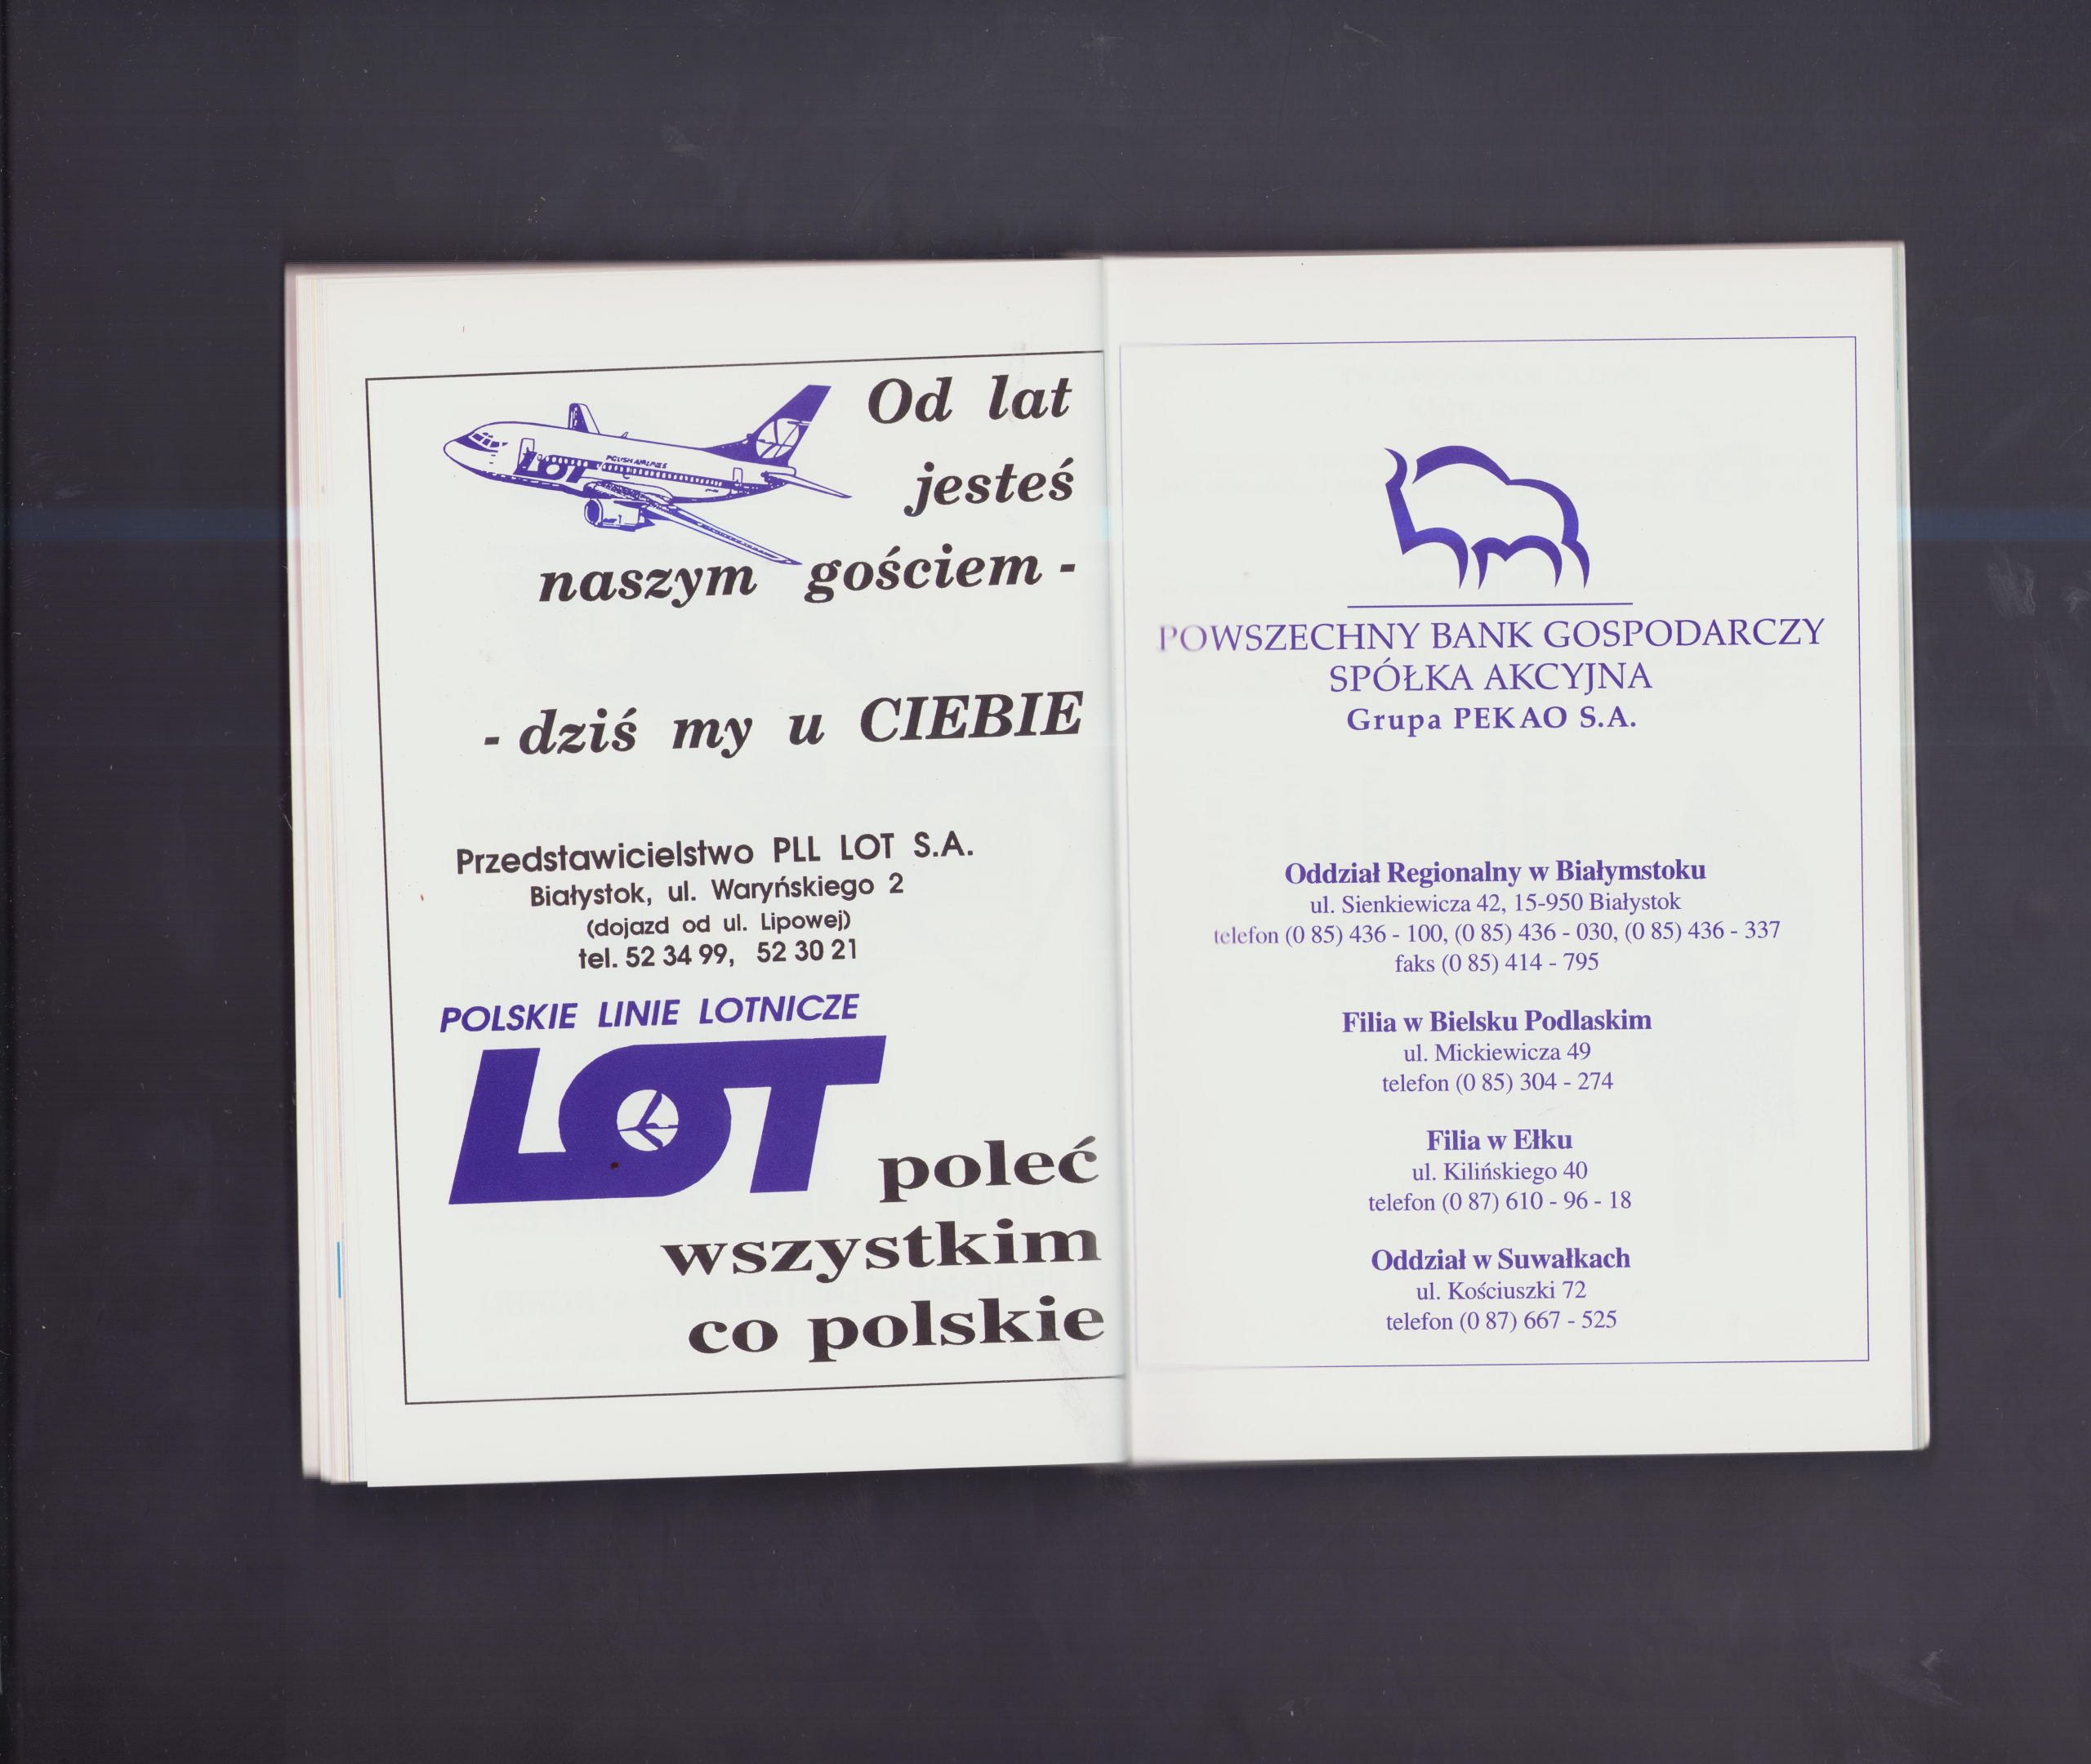 Od lat
jesteś
naszym gościem -
- dziś my u CIEBIE
LOT POLISH AIRLINES
Przedstawicielstwo PLL LOT S.A.
Białystok, ul. Waryńskiego 2
(dojazd od ul. Lipowej)
tel. 52 34 99, 52 30 21
POLSKIE LINIE LOTNICZE
LOT poleć
wszystkim
co polskie
POWSZECHNY BANK GOSPODARCZY
SPÓŁKA AKCYJNA
Grupa PEKAO S.A.
Oddział Regionalny w Białymstoku
ul. Sienkiewicza 42, 15-950 Białystok
telefon (0 85) 436 - 100, (0 85) 436 - 030, (0 85) 436 - 337
faks (0 85) 414 - 795
Filia w Bielsku Podlaskim
ul. Mickiewicza 49
telefon (0 85) 304 - 274
Filia w Ełku
ul. Kilińskiego 40
telefon (0 87) 610 - 96 - 18
Oddział w Suwałkach
ul. Kościuszki 72
telefon (0 87) 667 - 525